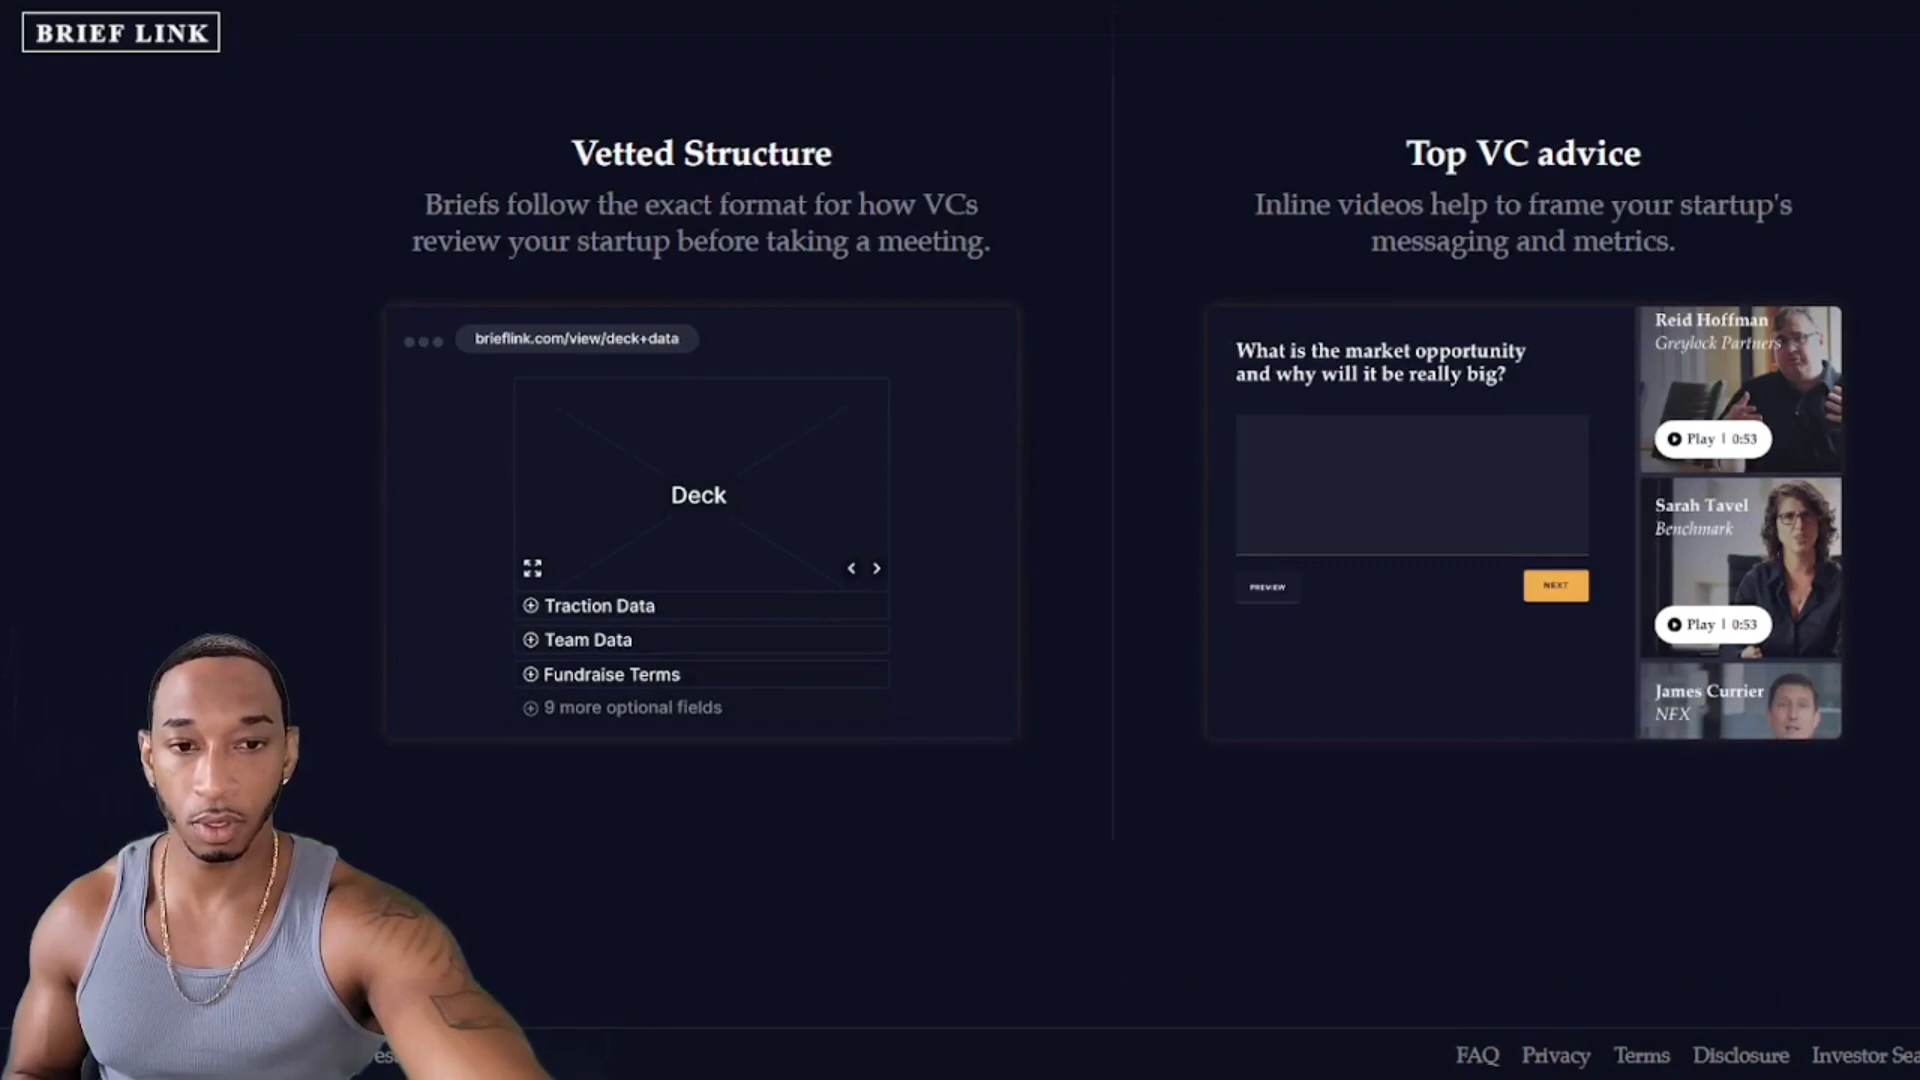 BRIEF LINK
Vetted Structure
Briefs follow the exact format for how VCs
review your startup before taking a meeting.
brieflink.com/view/deck+data
Deck
Traction Data
Team Data
Fundraise Terms
9 more optional fields
Top VC advice
Inline videos help to frame your startup's
messaging and metrics.
What is the market opportunity
and why will it be really big?
PREVIEW
NEXT
Reid Hoffman
Greylock Partners
Play | 0:53
Sarah Tavel
Benchmark
Play | 0:53
James Currier
NFX
FAQ Privacy Terms Disclosure Investor